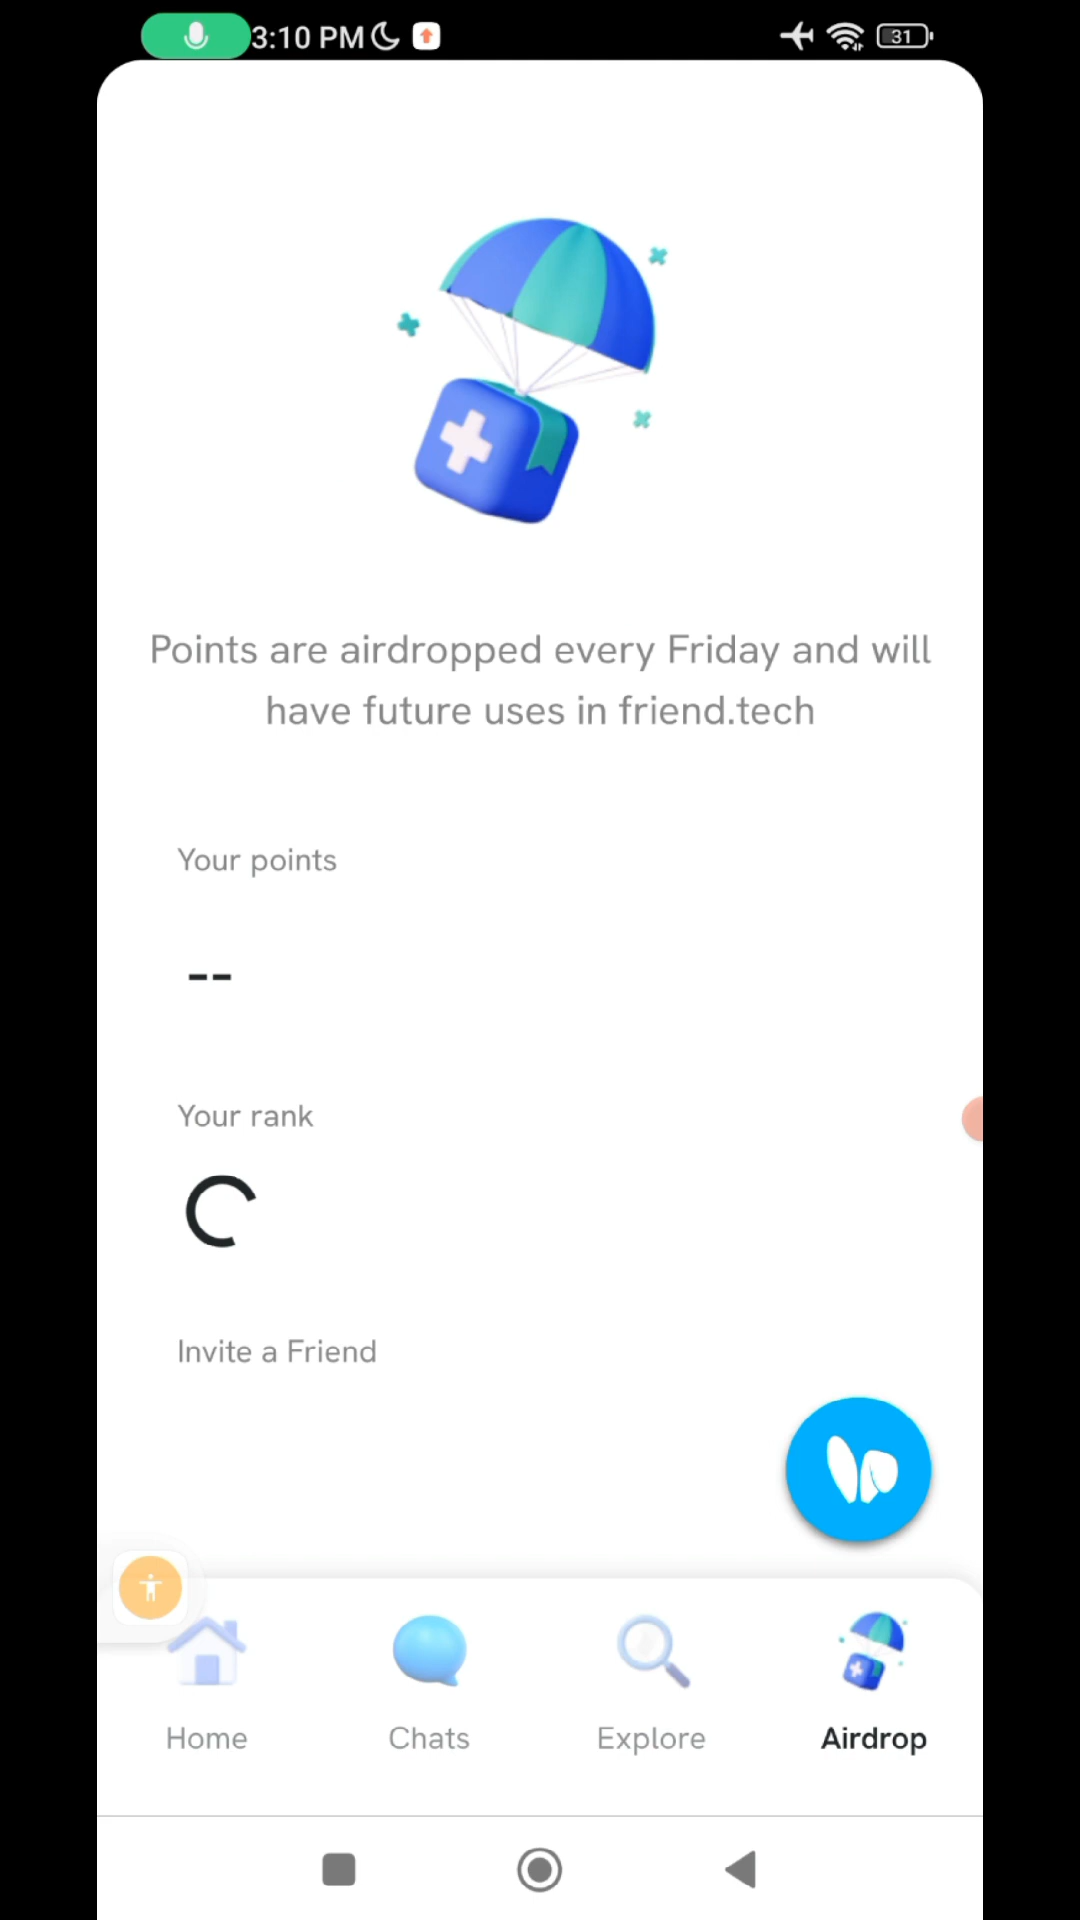 3:10 PM
31
Points are airdropped every Friday and will
have future uses in friend.tech
Your points
--
Your rank
Invite a Friend
Home
Chats
Explore
Airdrop